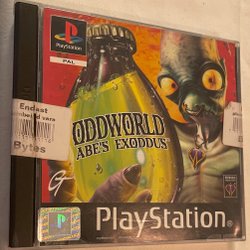 PlayStation
PAL
Endast
Bytes
ODDWORLD
ABE'S EXODDUS
PlayStation